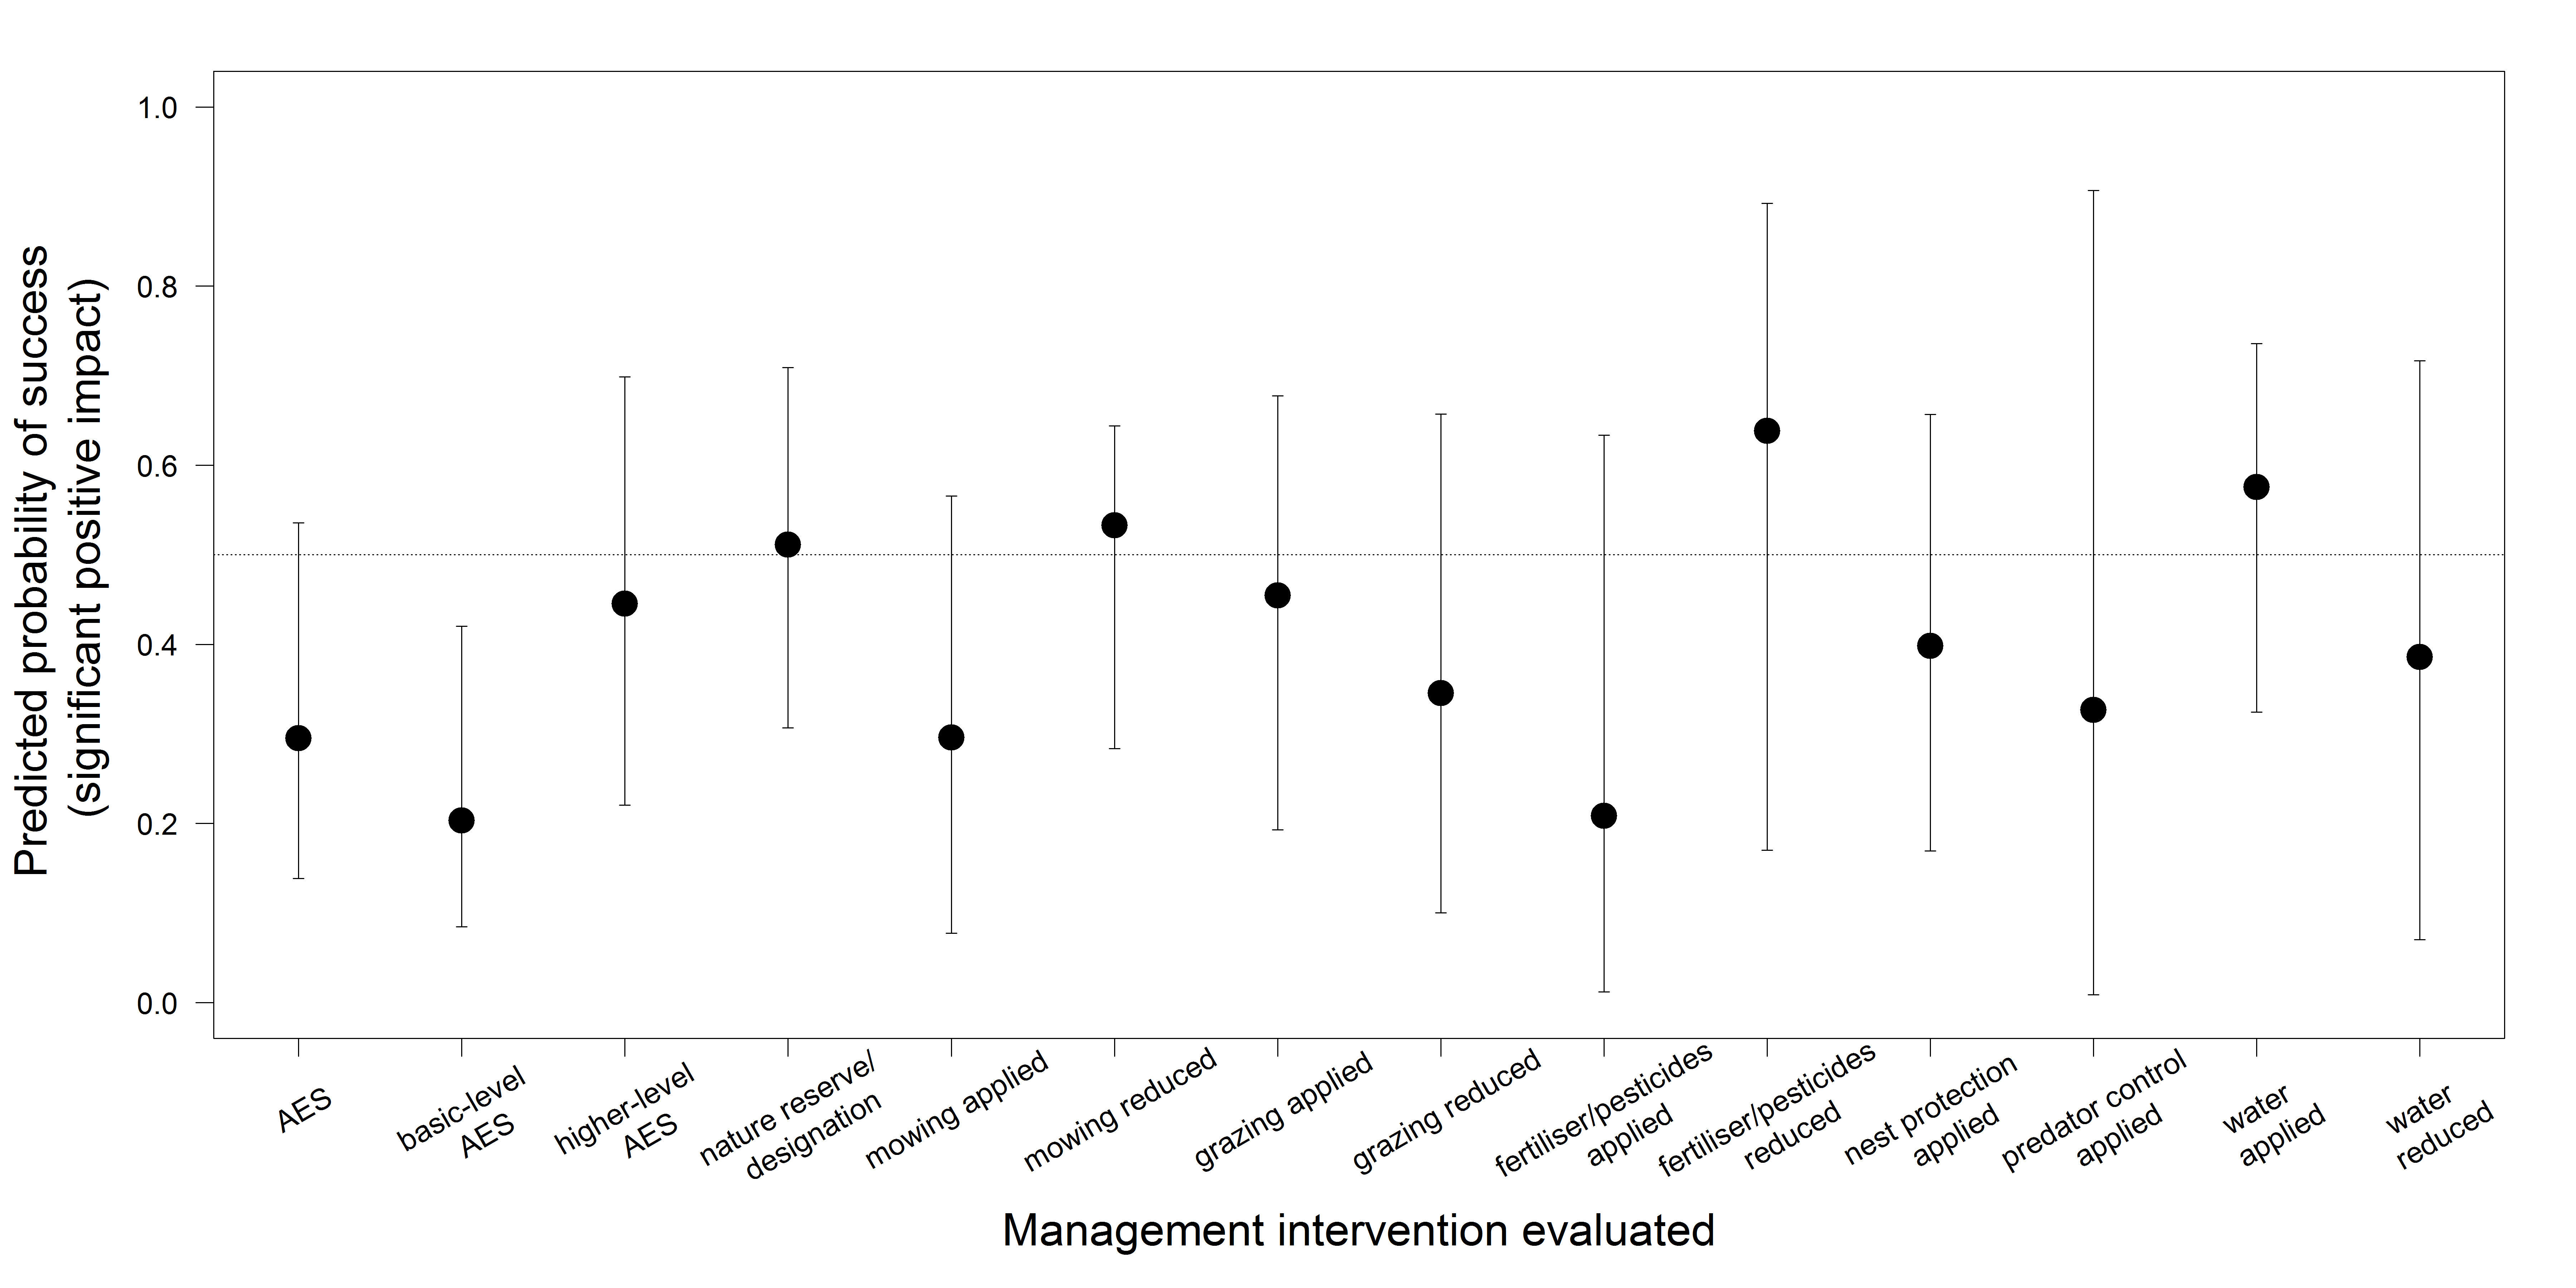 Predicted probability of success
(significant positive impact)
1.0
0.8
0.6
0.4
0.2
0.0
AES
basic-level
AES
higher-level
AES
nature reserve/
designation
mowing applied
mowing reduced
grazing applied
grazing reduced
fertiliser/pesticides
applied
fertiliser/pesticides
reduced
nest protection
applied
predator control
applied
water
applied
water
reduced
Management intervention evaluated